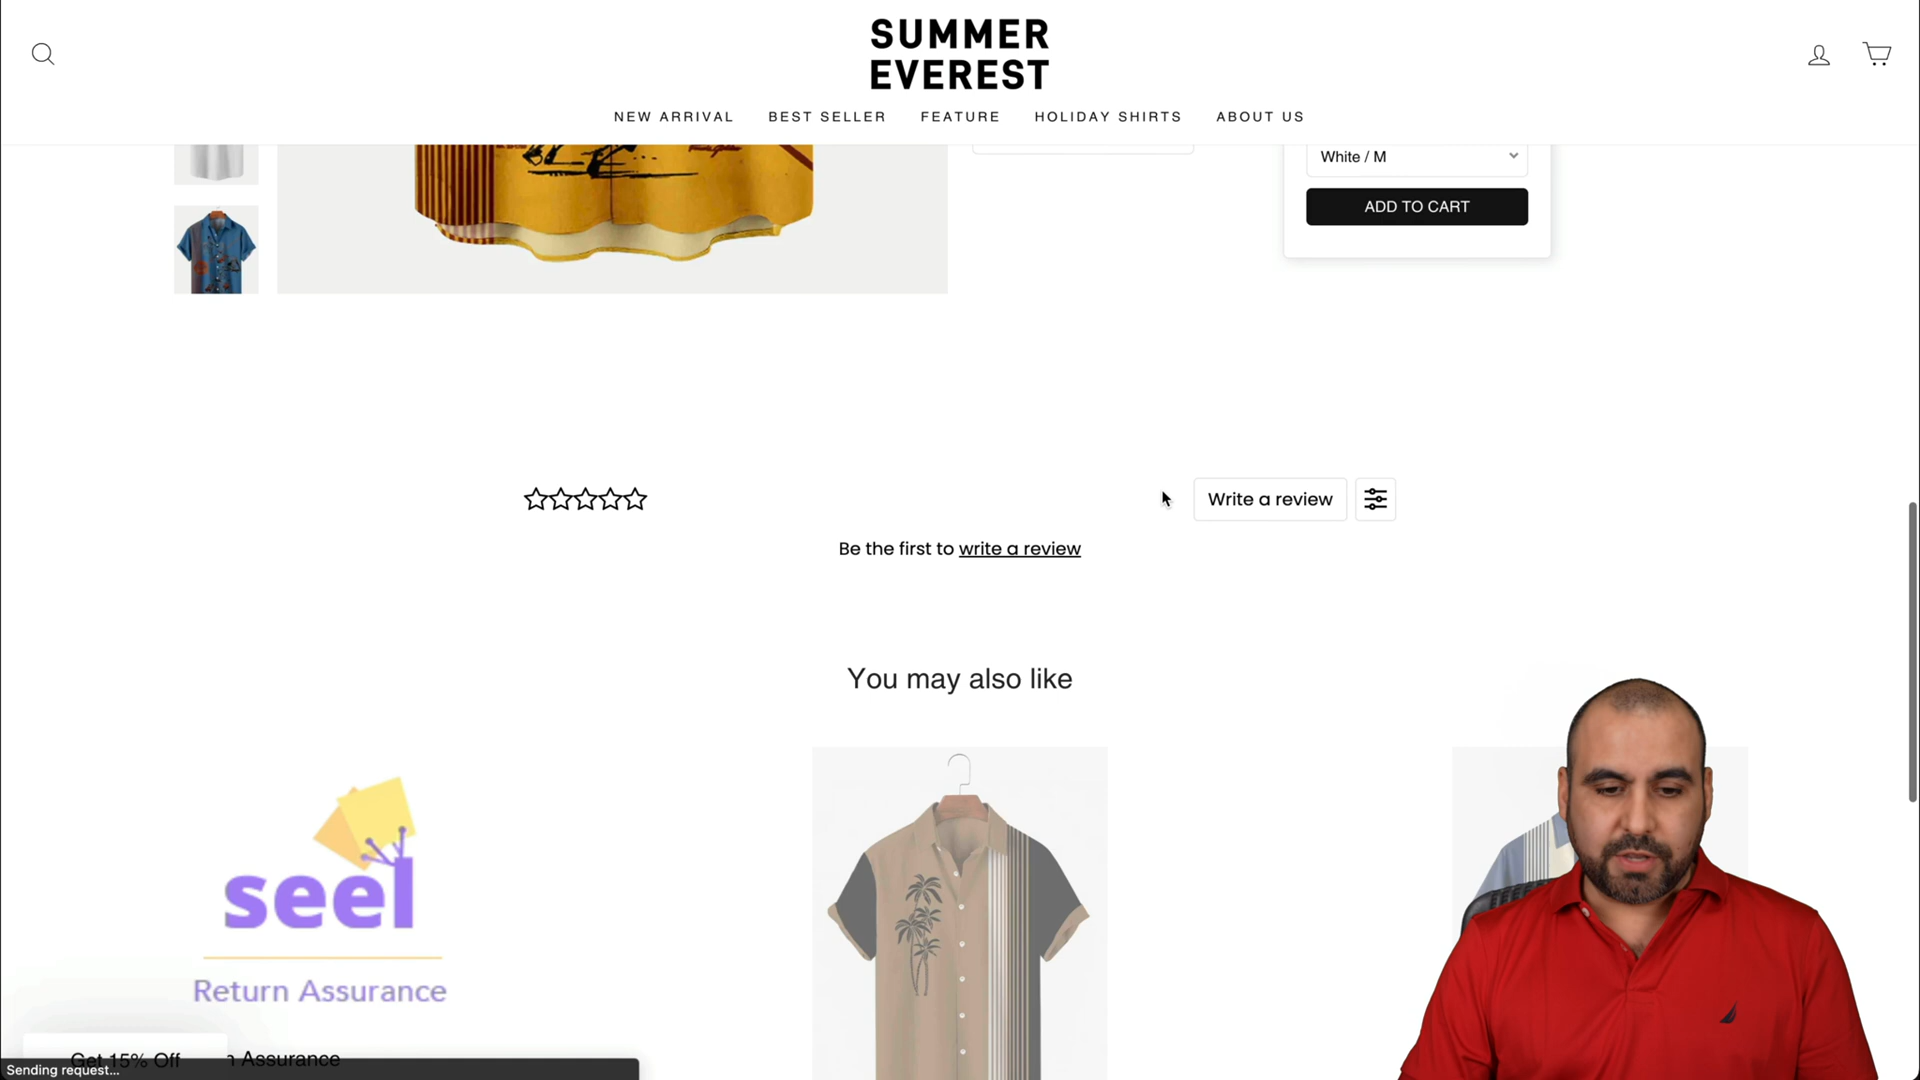 SUMMER
EVEREST
NEW ARRIVAL BEST SELLER FEATURE HOLIDAY SHIRTS ABOUT US
White / M
ADD TO CART
Write a review
Be the first to write a review
You may also like
seel
Return Assurance
Get 15% Off
Assurance
Sending request...